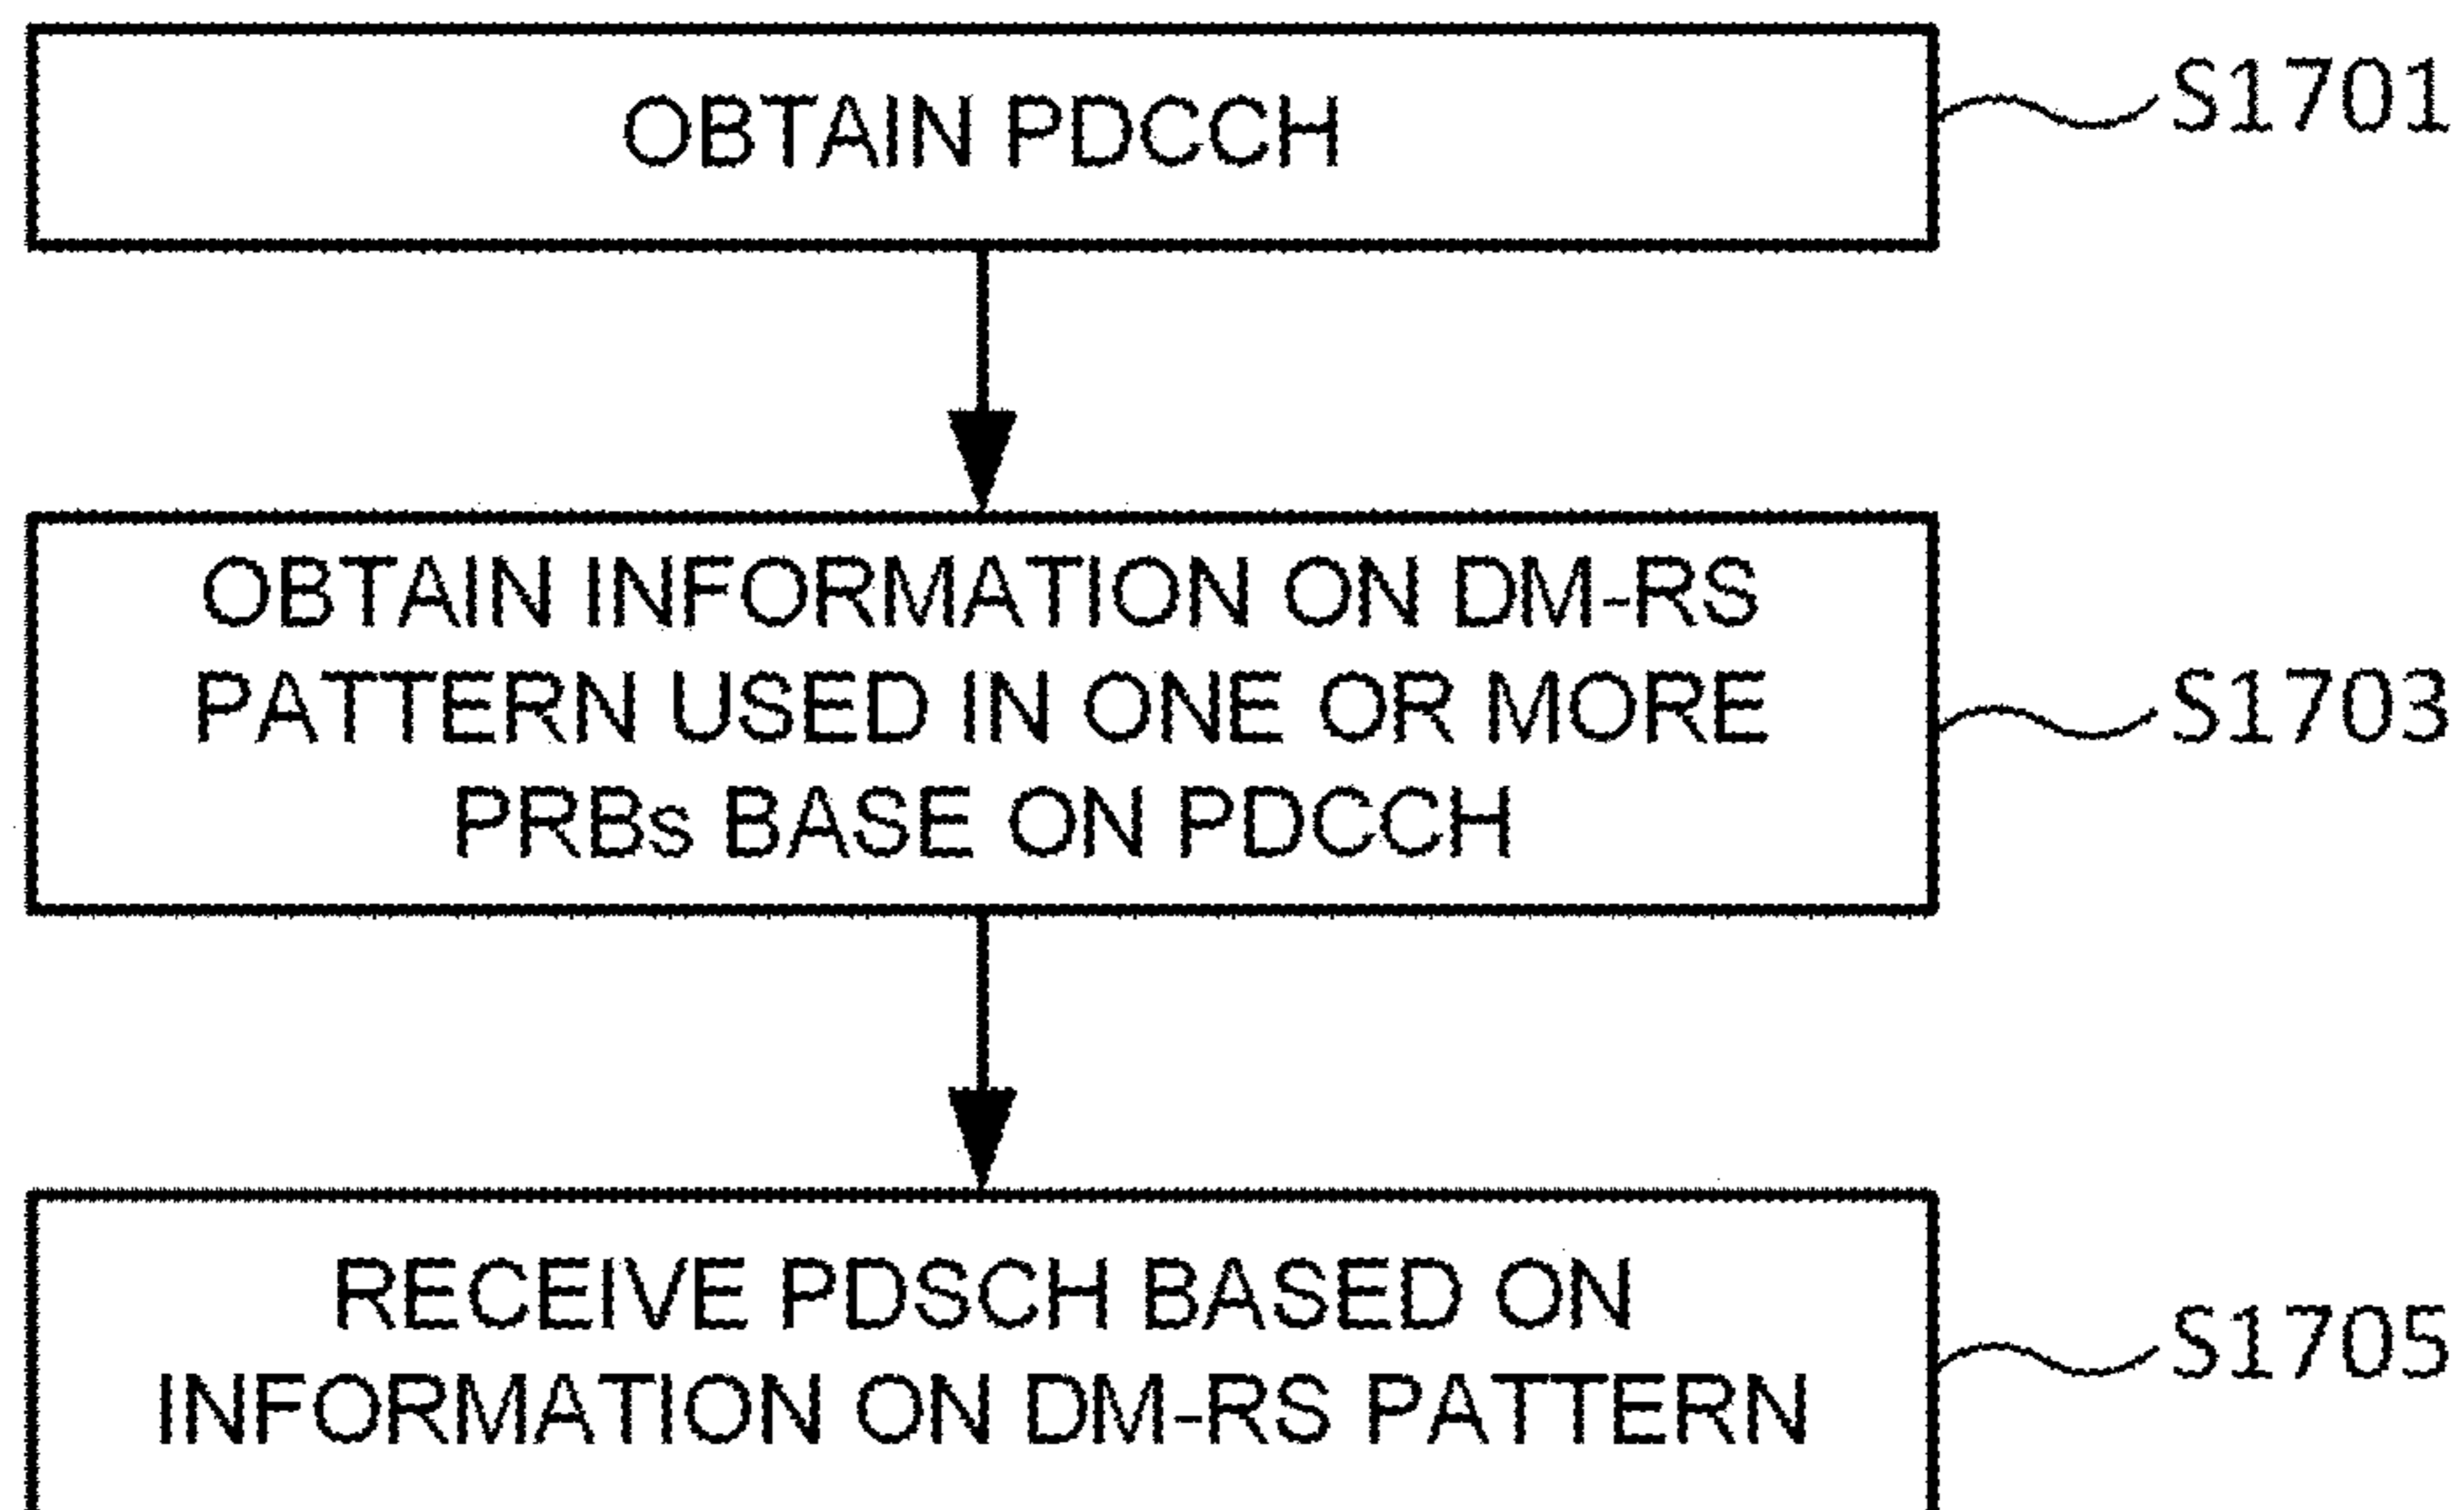 OBTAIN PDCCH
S1701
OBTAIN INFORMATION ON DM-RS
PATTERN USED IN ONE OR MORE
PRBs BASE ON PDCCH
S1703
RECEIVE PDSCH BASED ON
INFORMATION ON DM-RS PATTERN
S1705